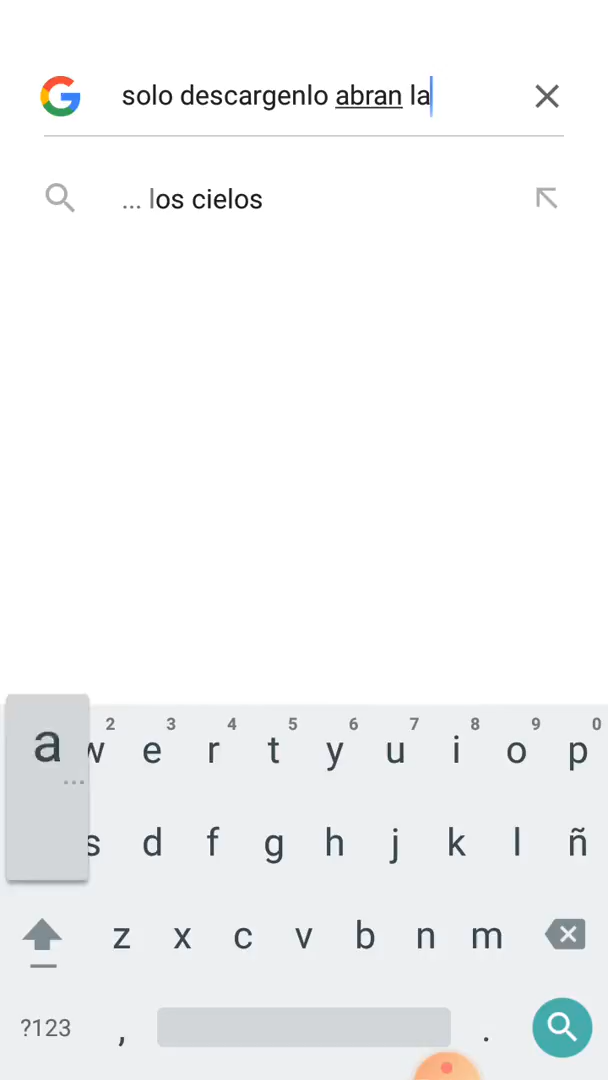 solo descargenlo abran la
... los cielos
a
2 3 4 5 6 7 8 9 0
w e r t y u i o p
s d f g h j k l ñ
z x c v b n m
?123 , .